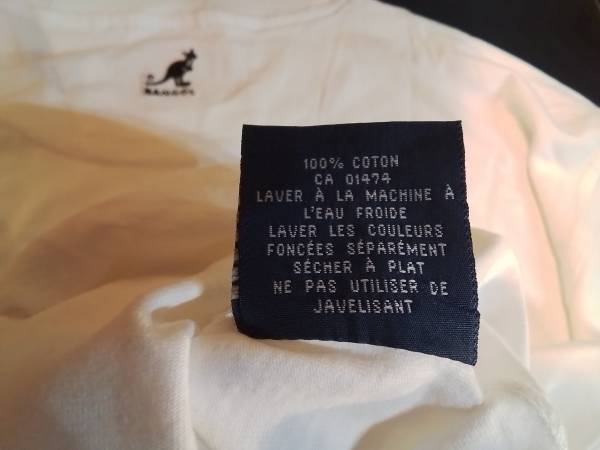 KANGOL
100% COTON
CA 01474
LAVER À LA MACHINE À
L'EAU FROIDE
LAVER LES COULEURS
FONCÉES SÉPARÉMENT
SÉCHER À PLAT
NE PAS UTILISER DE
JAVELISANT